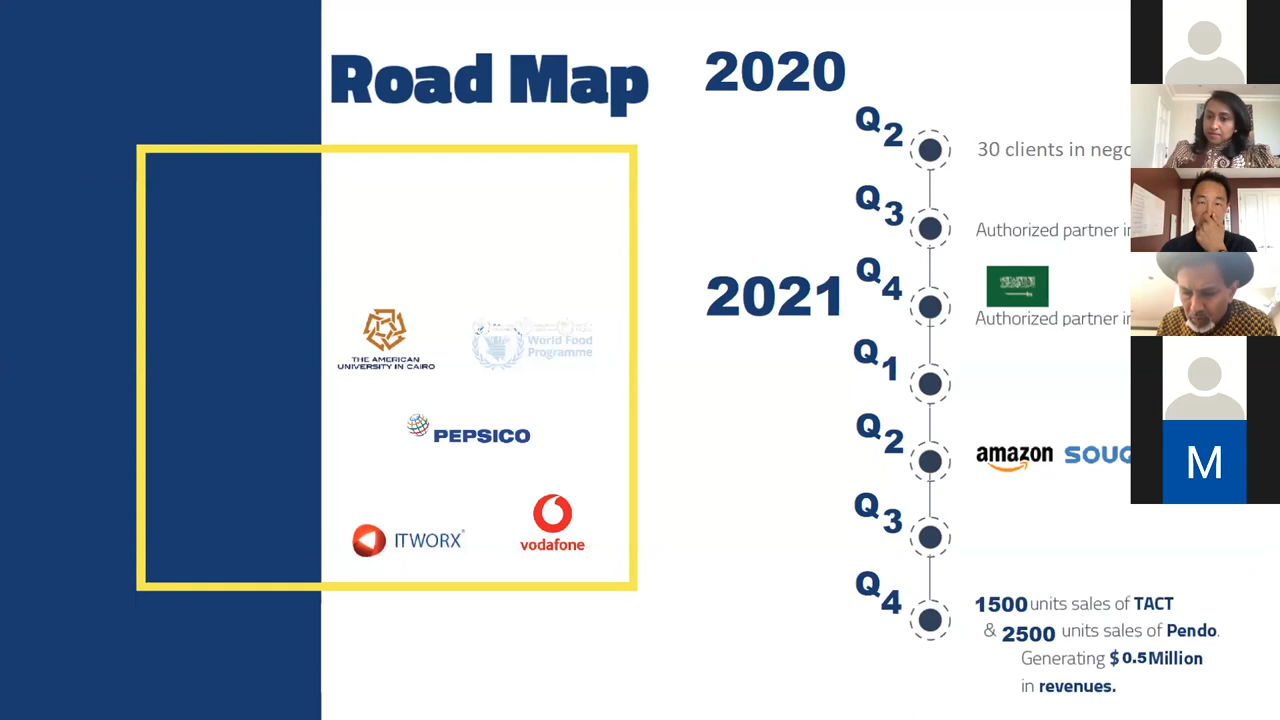 Road Map
2020
Q2
30 clients in nego
Q3
Authorized partner in
2021
Q4
Authorized partner in
Q1
Q2
amazon SOUQ
Q3
Q4
1500 units sales of TACT
& 2500 units sales of Pendo.
Generating $ 0.5 Million
in revenues.
THE AMERICAN
UNIVERSITY IN CAIRO
World Food
Programme
PEPSICO
ITWORX®
vodafone
M